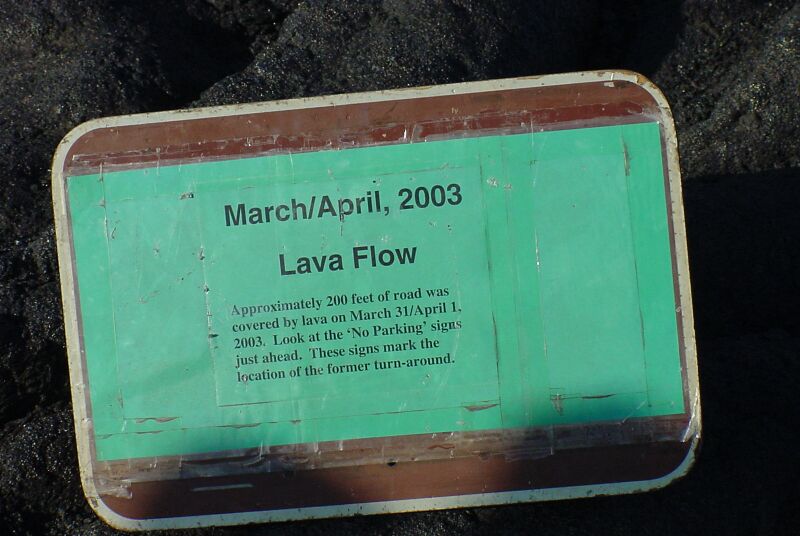 March/April, 2003
Lava Flow
Approximately 200 feet of road was
covered by lava on March 31/April 1,
2003. Look at the 'No Parking' signs
just ahead. These signs mark the
location of the former turn-around.